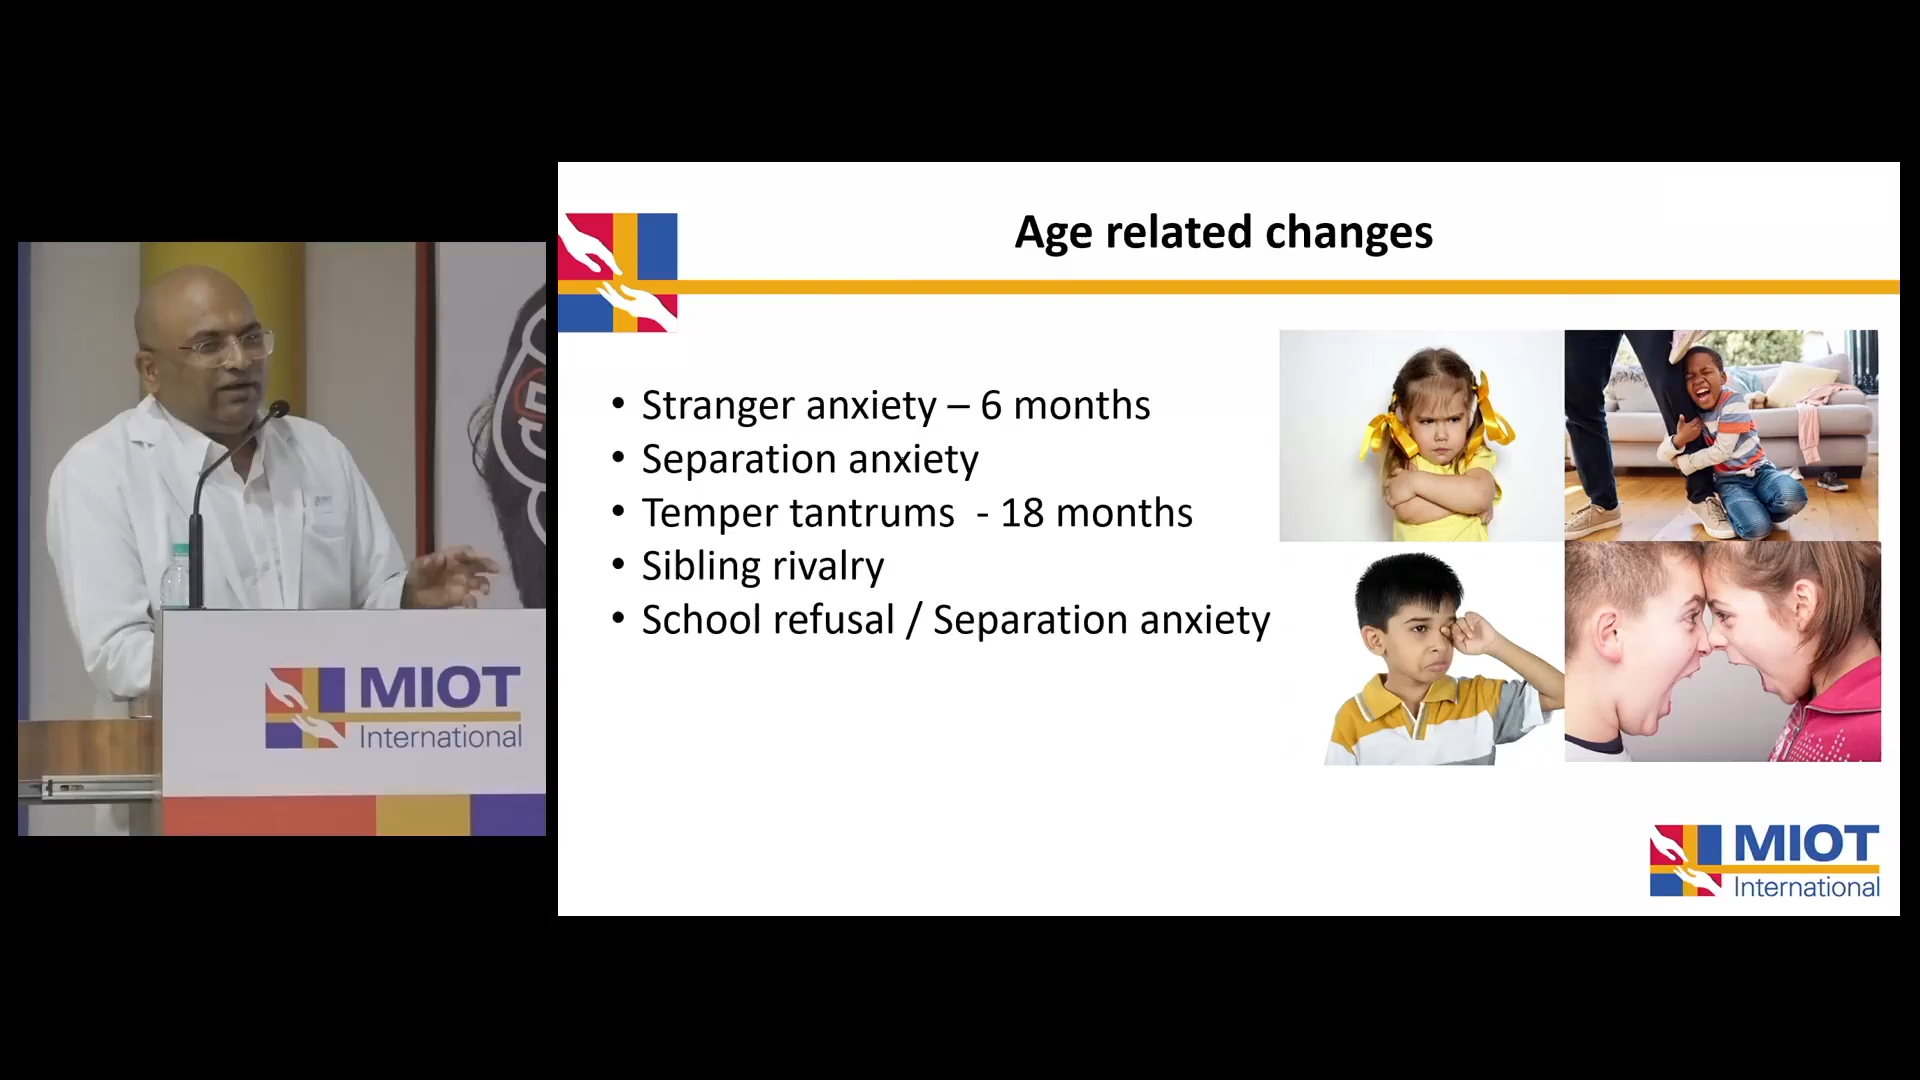 Age related changes
• Stranger anxiety – 6 months
• Separation anxiety
• Temper tantrums - 18 months
• Sibling rivalry
• School refusal / Separation anxiety
MIOT
International
MIOT
International